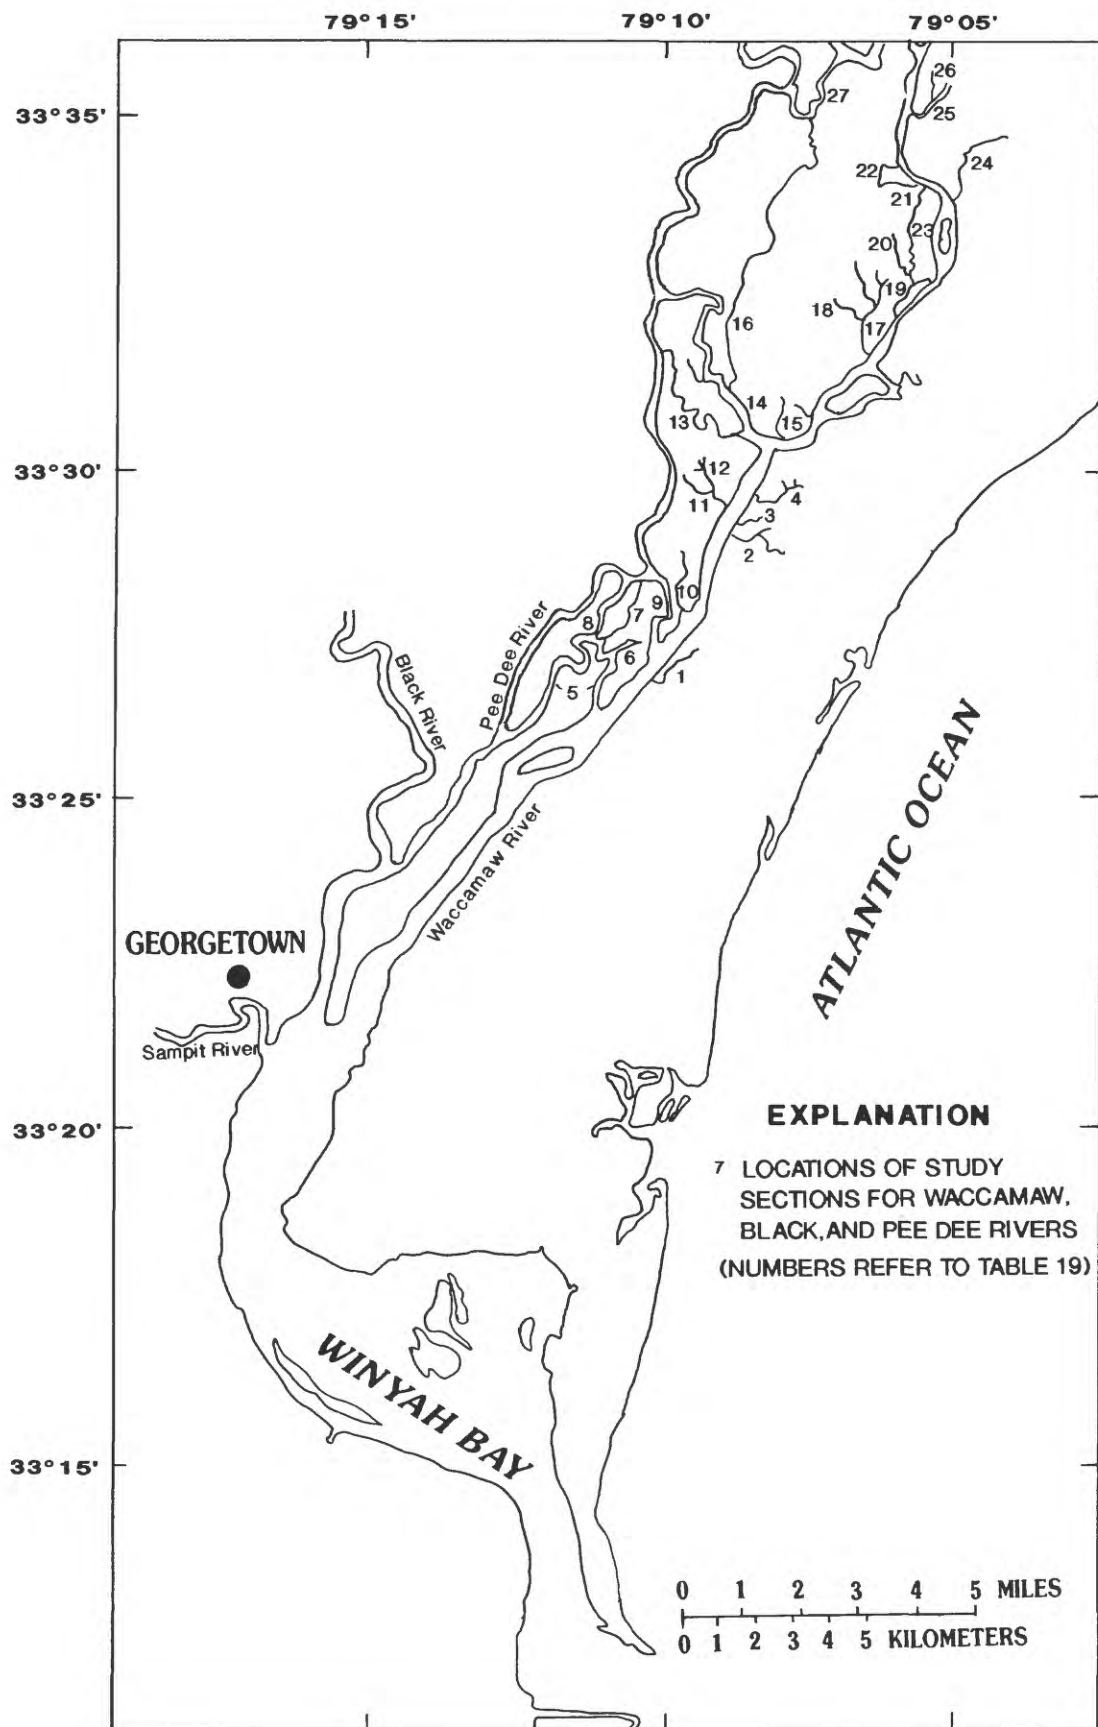 79°15'
79°10'
79°05'
33°35'
33°30'
33°25'
33°20'
33°15'
26
27
25
24
22
21
23
20
19
18
17
16
14
15
13
12
11
4
3
2
10
9
8
7
6
5
1
Pee Dee River
Black River
Waccamaw River
GEORGETOWN
Sampit River
ATLANTIC OCEAN
WINYAH BAY
EXPLANATION
7 LOCATIONS OF STUDY
SECTIONS FOR WACCAMAW,
BLACK, AND PEE DEE RIVERS
(NUMBERS REFER TO TABLE 19)
0 1 2 3 4 5 MILES
0 1 2 3 4 5 KILOMETERS